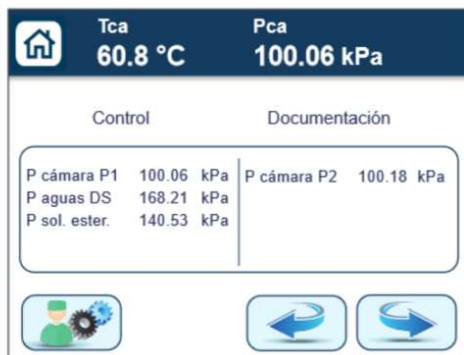 Tca Pca
60.8 °C 100.06 kPa
Control Documentación
P cámara P1 100.06 kPa P cámara P2 100.18 kPa
P aguas DS 168.21 kPa
P sol. ester. 140.53 kPa